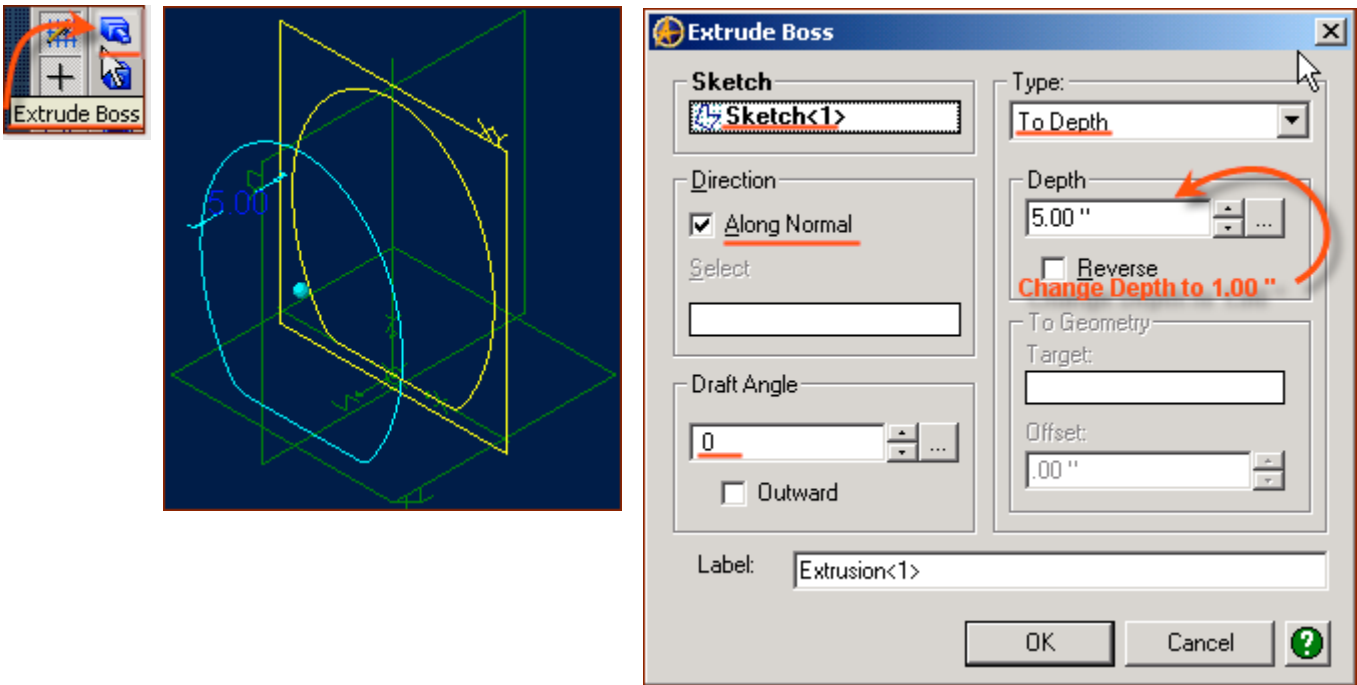 Extrude Boss
XY
5.00
Extrude Boss
Sketch
Sketch<1>
Direction
Along Normal
Select
Draft Angle
0
...
Outward
Type:
To Depth
Depth
5.00 "
...
Reverse
Change Depth to 1.00 "
To Geometry
Target:
Offset:
.00 "
Label:
Extrusion<1>
OK
Cancel
?